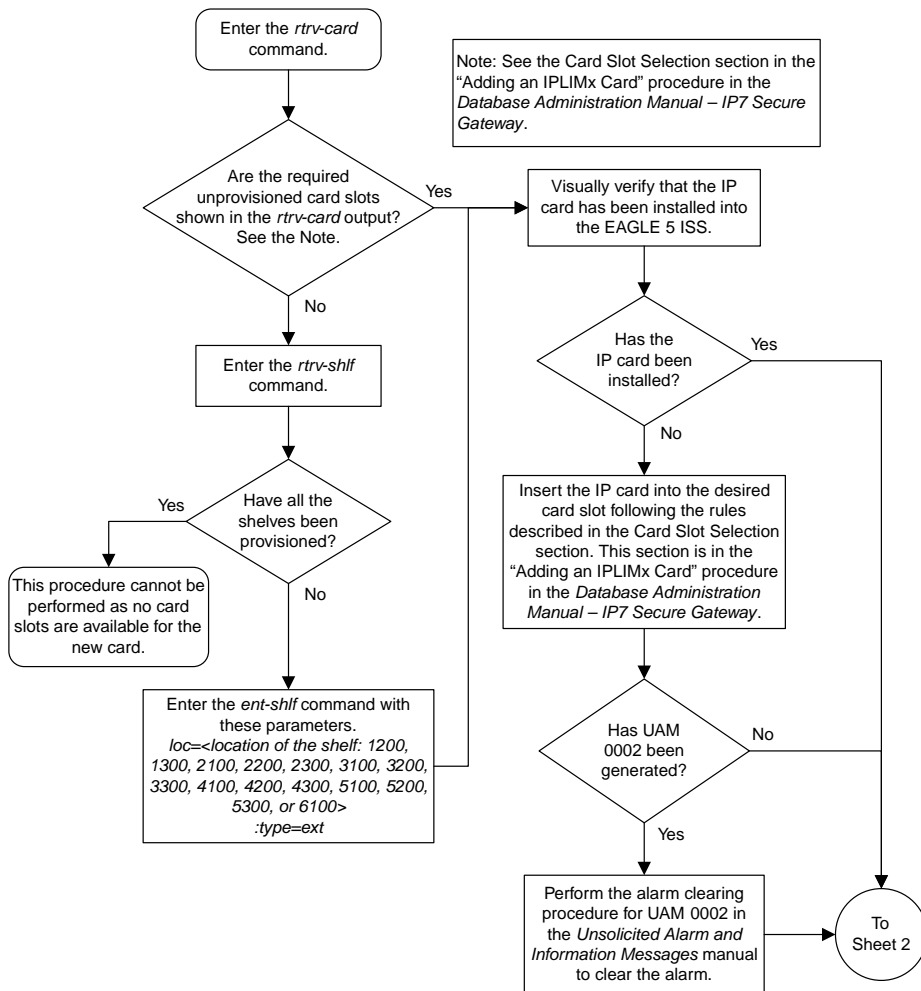 Enter the rtrv-card
command.
Note: See the Card Slot Selection section in the
“Adding an IPLIMx Card” procedure in the
Database Administration Manual – IP7 Secure
Gateway.
Are the required
unprovisioned card slots
shown in the rtrv-card output?
See the Note.
Yes
No
Enter the rtrv-shlf
command.
Have all the
shelves been
provisioned?
Yes
This procedure cannot be
performed as no card
slots are available for the
new card.
No
Enter the ent-shlf command with
these parameters.
loc=<location of the shelf: 1200,
1300, 2100, 2200, 2300, 3100, 3200,
3300, 4100, 4200, 4300, 5100, 5200,
5300, or 6100>
:type=ext
Visually verify that the IP
card has been installed into
the EAGLE 5 ISS.
Has the
IP card been
installed?
Yes
No
Insert the IP card into the desired
card slot following the rules
described in the Card Slot Selection
section. This section is in the
“Adding an IPLIMx Card” procedure
in the Database Administration
Manual – IP7 Secure Gateway.
Has UAM
0002 been
generated?
No
Yes
Perform the alarm clearing
procedure for UAM 0002 in
the Unsolicited Alarm and
Information Messages manual
to clear the alarm.
To
Sheet 2